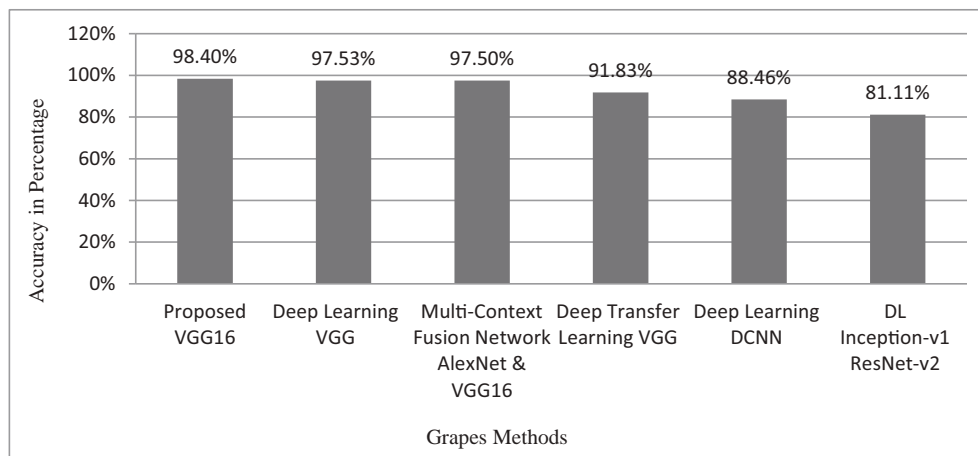 120%
100%
80%
60%
40%
20%
0%
Accuracy in Percentage
98.40%
97.53%
97.50%
91.83%
88.46%
81.11%
Proposed
VGG16
Deep Learning
VGG
Multi-Context
Fusion Network
AlexNet &
VGG16
Deep Transfer
Learning VGG
Deep Learning
DCNN
DL
Inception-v1
ResNet-v2
Grapes Methods